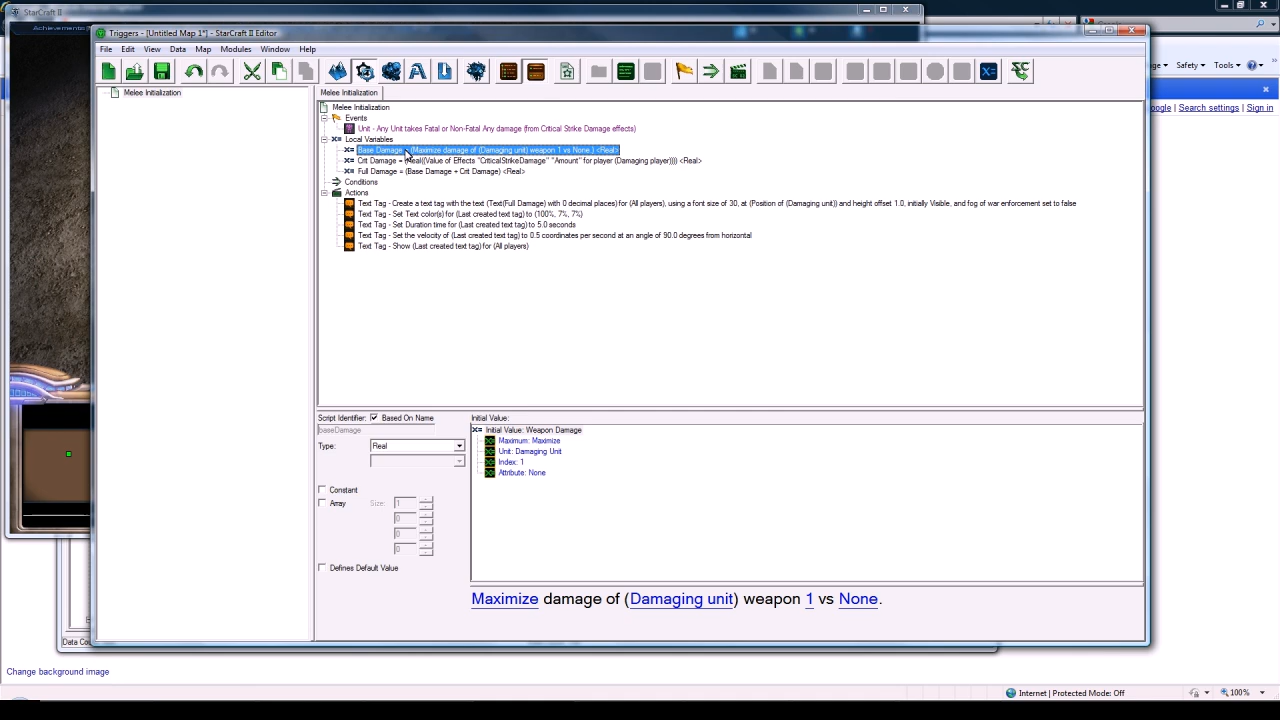 StarCraft II
Triggers - [Untitled Map 1*] - StarCraft II Editor
File Edit View Data Map Modules Window Help
Safety Tools
Search settings | Sign in
Melee Initialization
Melee Initialization
Melee Initialization
Events
Unit - Any Unit takes Fatal or Non-Fatal Any damage (from Critical Strike Damage effects)
Local Variables
Base Damage = (Maximize damage of (Damaging unit) weapon 1 vs None.) <Real>
Crit Damage = (Real((Value of Effects "CriticalStrikeDamage" "Amount" for player (Damaging player)))) <Real>
Full Damage = (Base Damage + Crit Damage) <Real>
Conditions
Actions
Text Tag - Create a text tag with the text (Text(Full Damage) with 0 decimal places) for (All players), using a font size of 30, at (Position of (Damaging unit)) and height offset 1.0, initially Visible, and fog of war enforcement set to false
Text Tag - Set Text color(s) for (Last created text tag) to (100%, 7%, 7%)
Text Tag - Set Duration time for (Last created text tag) to 5.0 seconds
Text Tag - Set the velocity of (Last created text tag) to 0.5 coordinates per second at an angle of 90.0 degrees from horizontal
Text Tag - Show (Last created text tag) for (All players)
Script Identifier: Based On Name
baseDamage
Type: Real
Constant
Array Size: 1
0
0
0
Defines Default Value
Initial Value:
Initial Value: Weapon Damage
Maximum: Maximize
Unit: Damaging Unit
Index: 1
Attribute: None
Maximize damage of (Damaging unit) weapon 1 vs None.
Data Co
Change background image
Internet | Protected Mode: Off
100%